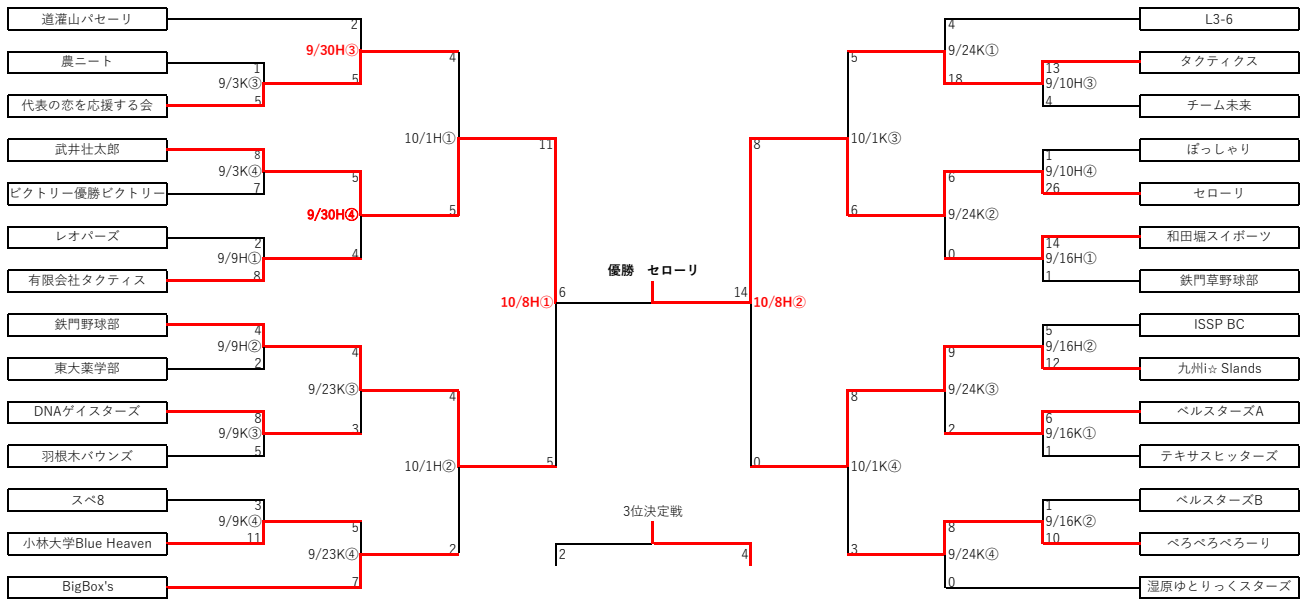 道灌山パセーリ
農ニート
代表の恋を応援する会
武井壮太郎
ビクトリー優勝ビクトリー
レオパーズ
有限会社タクティス
鉄門野球部
東大薬学部
DNAゲイスターズ
羽根木バウンズ
スペ8
小林大学Blue Heaven
BigBox's
2
9/30H③
5
1
9/3K③
5
8
9/3K④
7
5
9/30H④
4
2
9/9H①
8
4
9/9H②
2
4
9/23K③
3
8
9/9K③
5
3
9/9K④
11
5
9/23K④
7
4
10/1H①
5
4
10/1H②
2
11
10/8H①
5
優勝 セローリ
6
14
3位決定戦
2
4
8
10/8H②
0
5
10/1K③
6
8
10/1K④
3
4
9/24K①
18
6
9/24K②
0
9
9/24K③
2
8
9/24K④
0
13
9/10H③
4
1
9/10H④
26
14
9/16H①
1
5
9/16H②
12
6
9/16K①
1
1
9/16K②
10
L3-6
タクティクス
チーム未来
ぽっしゃり
セローリ
和田堀スイポーツ
鉄門草野球部
ISSP BC
九州i☆ Slands
ベルスターズA
テキサスヒッターズ
ベルスターズB
ぺろぺろぺろーり
湿原ゆとりっくスターズ